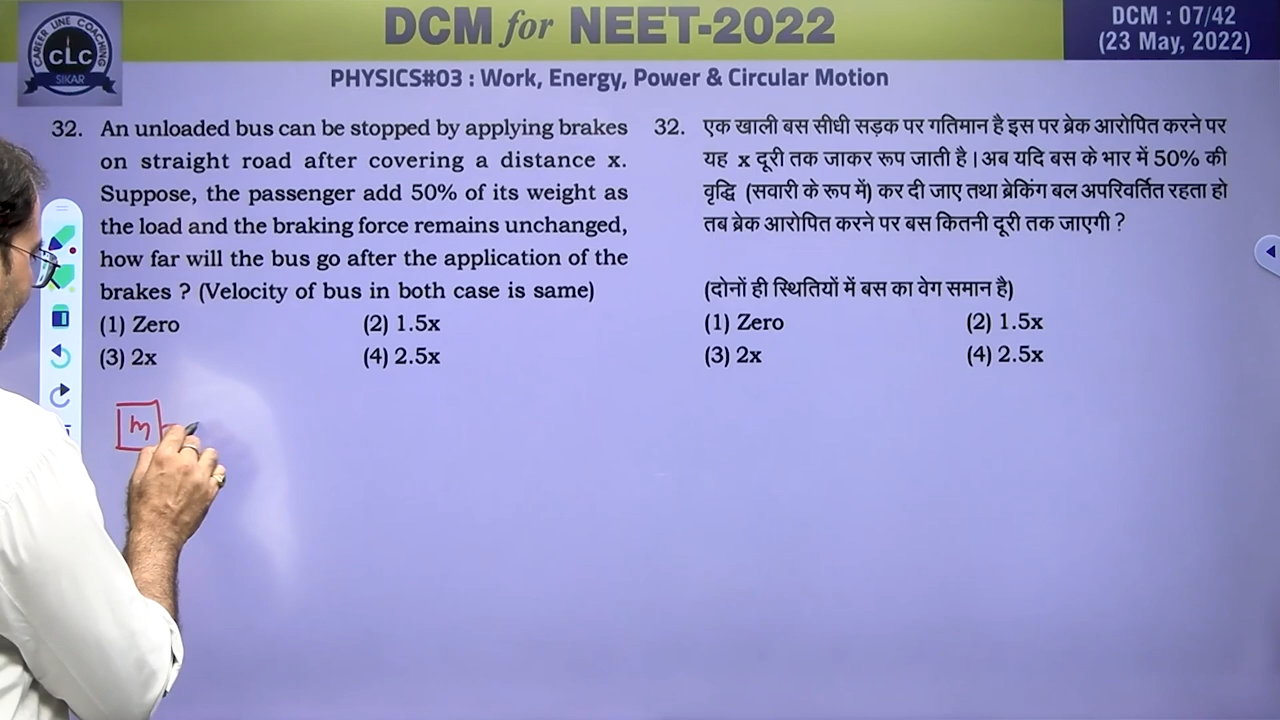 CAREER LINE COACHING
CLC
SIKAR
DCM for NEET-2022
DCM : 07/42
(23 May, 2022)
PHYSICS#03 : Work, Energy, Power & Circular Motion
32. An unloaded bus can be stopped by applying brakes
on straight road after covering a distance x.
Suppose, the passenger add 50% of its weight as
the load and the braking force remains unchanged,
how far will the bus go after the application of the
brakes ? (Velocity of bus in both case is same)
(1) Zero (2) 1.5x
(3) 2x (4) 2.5x
32. एक खाली बस सीधी सड़क पर गतिमान है इस पर ब्रेक आरोपित करने पर
यह x दूरी तक जाकर रूप जाती है। अब यदि बस के भार में 50% की
वृद्धि (सवारी के रूप में) कर दी जाए तथा ब्रेकिंग बल अपरिवर्तित रहता हो
तब ब्रेक आरोपित करने पर बस कितनी दूरी तक जाएगी ?
(दोनों ही स्थितियों में बस का वेग समान है)
(1) Zero (2) 1.5x
(3) 2x (4) 2.5x
m